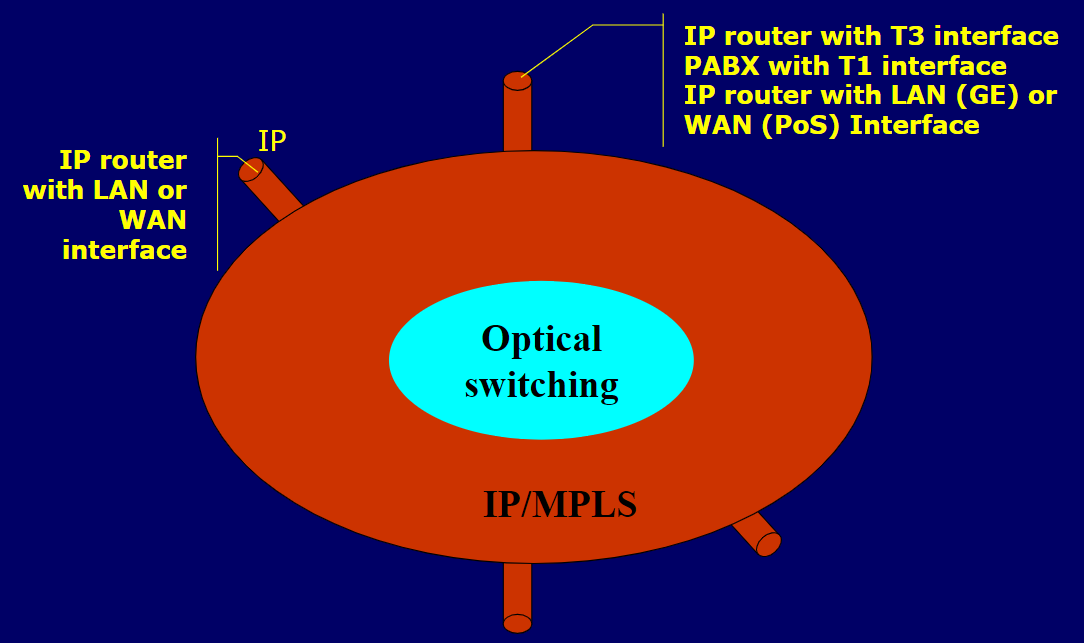 IP router with T3 interface
PABX with T1 interface
IP router with LAN (GE) or
WAN (PoS) Interface
IP
IP router
with LAN or
WAN
interface
Optical
switching
IP/MPLS